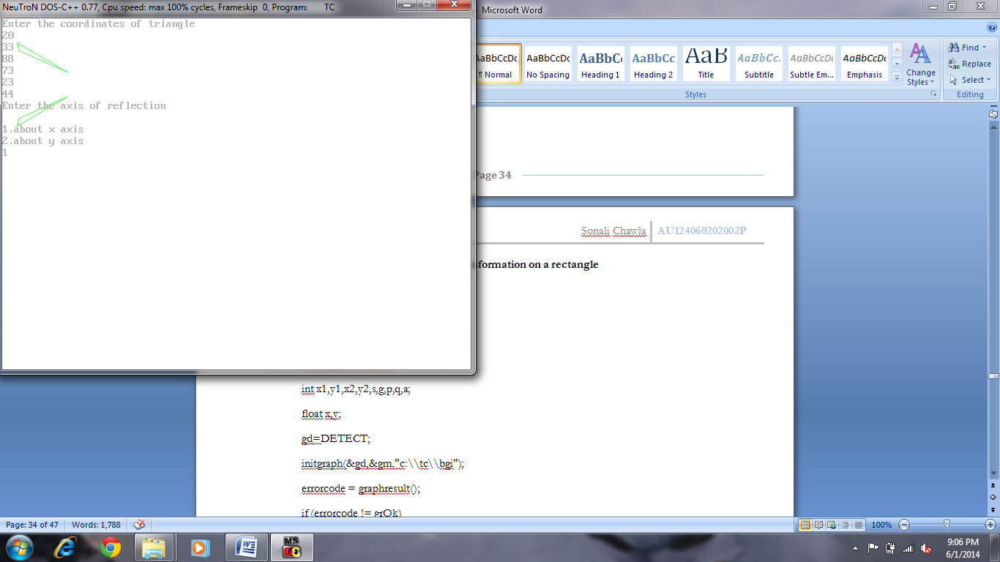 NeuTroN DOS-C++ 0.77, Cpu speed: max 100% cycles, Frameskip 0, Program: TC
Enter the coordinates of triangle
20
33
88
73
23
44
Enter the axis of reflection
1.about x axis
2.about y axis
1
- Microsoft Word
AaBbCcDc AaBbCcDc AaBbC AaBbCc AaB AaBbCc. AaBbCcDc AaBbCcDc
¶ Normal No Spacing Heading 1 Heading 2 Title Subtitle Subtle Em... Emphasis
Change
Styles
Styles
Find
Replace
Select
Editing
Page 34
Sonali Chawla AU124060202002P
sformation on a rectangle
int x1,y1,x2,y2,s,g,p,q,a;
float x,y;
gd=DETECT;
initgraph(&gd,&gm,"c:\\tc\\bgi");
errorcode = graphresult();
if (errorcode != grOk)
Page: 34 of 47 Words: 1,788
100%
MS
9:06 PM
6/1/2014